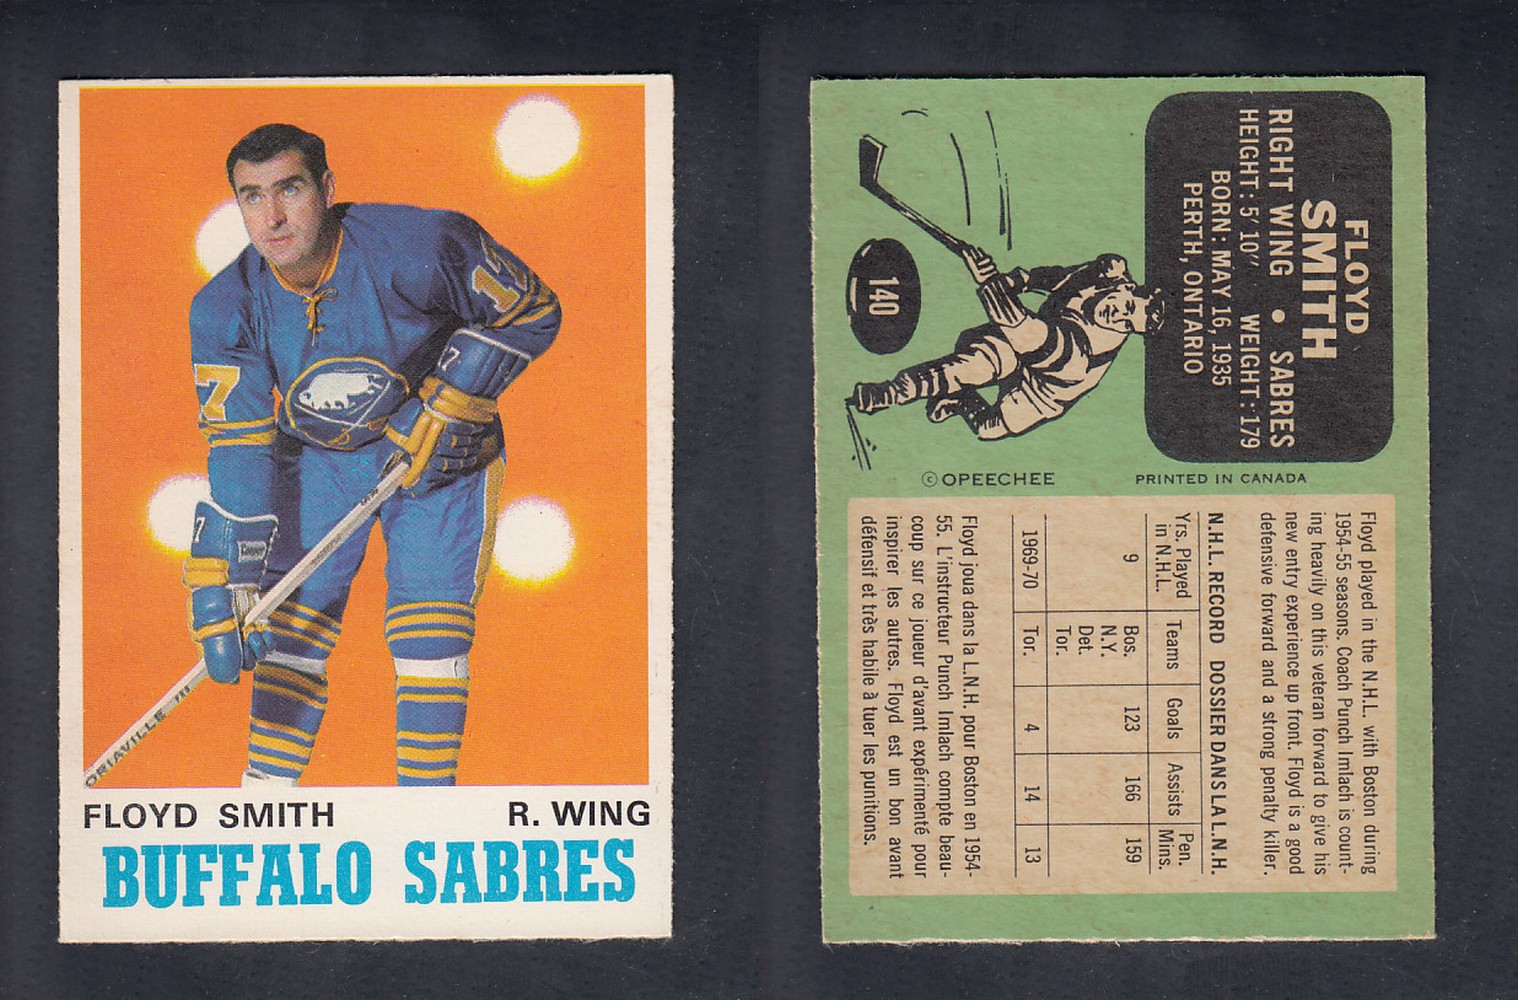 17
7
7
7
Cooper
ORIAVILLE III
FLOYD SMITH R. WING
BUFFALO SABRES
FLOYD
SMITH
RIGHT WING • SABRES
HEIGHT: 5' 10" WEIGHT: 179
BORN: MAY 16, 1935
PERTH, ONTARIO
140
© OPEECHEE PRINTED IN CANADA
Floyd played in the N.H.L. with Boston during
1954-55 seasons. Coach Punch Imlach is count-
ing heavily on this veteran forward to give his
new entry experience up front. Floyd is a good
defensive forward and a strong penalty killer.
N.H.L. RECORD DOSSIER DANS LA L.N.H.
Yrs. Played in N.H.L. Teams Goals Assists Pen. Mins.
9 Bos. 123 166 159
N.Y.
Det.
Tor.
1969-70 Tor. 4 14 13
Floyd joua dans la L.N.H. pour Boston en 1954-
55. L'instructeur Punch Imlach compte beau-
coup sur ce joueur d'avant expérimenté pour
inspirer les autres. Floyd est un bon avant
défensif et très habile à tuer les punitions.